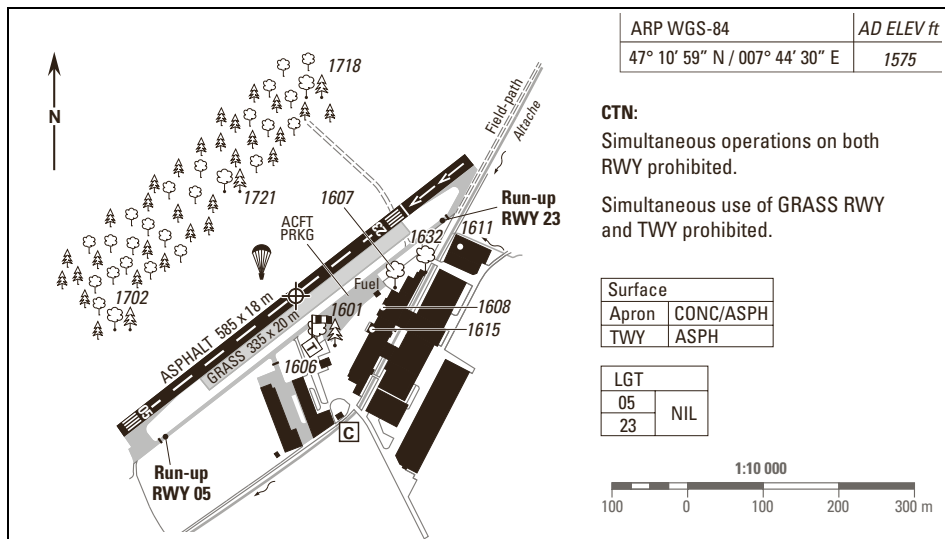 ARP WGS-84
AD ELEV ft
47° 10′ 59″ N / 007° 44′ 30″ E
1575
N
1718
Field-path
Altache
CTN:
Simultaneous operations on both
RWY prohibited.
Simultaneous use of GRASS RWY
and TWY prohibited.
1721
1607
ACFT
PRKG
23
Run-up
RWY 23
1632
1611
1702
Fuel
1601
1608
1615
ASPHALT 585 x 18 m
GRASS 335 x 20 m
T
1606
05
C
Run-up
RWY 05
Surface
Apron CONC/ASPH
TWY ASPH
LGT
05
NIL
23
1:10 000
100 0 100 200 300 m